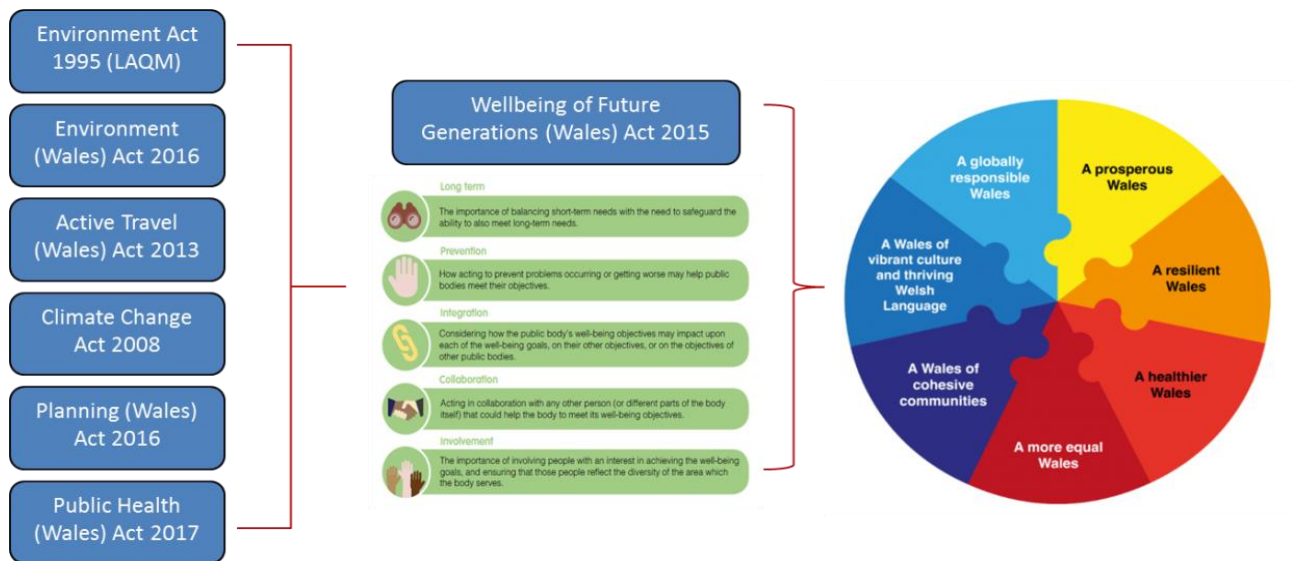 Environment Act
1995 (LAQM)
Environment
(Wales) Act 2016
Active Travel
(Wales) Act 2013
Climate Change
Act 2008
Planning (Wales)
Act 2016
Public Health
(Wales) Act 2017
Wellbeing of Future
Generations (Wales) Act 2015
Long term
The importance of balancing short-term needs with the need to safeguard the
ability to also meet long-term needs.
Prevention
How acting to prevent problems occurring or getting worse may help public
bodies meet their objectives.
Integration
Considering how the public body's well-being objectives may impact upon
each of the well-being goals, on their other objectives, or on the objectives of
other public bodies.
Collaboration
Acting in collaboration with any other person (or different parts of the body
itself) that could help the body to meet its well-being objectives.
Involvement
The importance of involving people with an interest in achieving the well-being
goals, and ensuring that those people reflect the diversity of the area which
the body serves.
A globally
responsible
Wales
A prosperous
Wales
A resilient
Wales
A healthier
Wales
A more equal
Wales
A Wales of
cohesive
communities
A Wales of
vibrant culture
and thriving
Welsh
Language